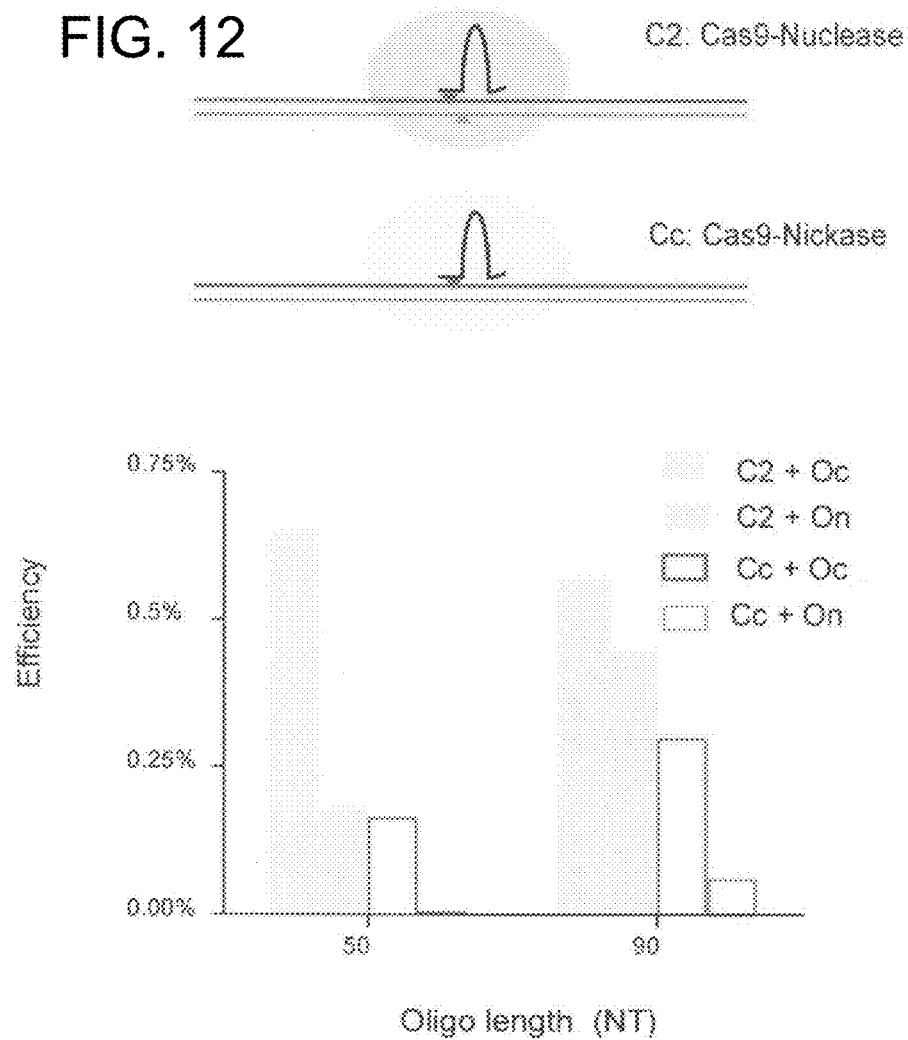 FIG. 12
C2: Cas9-Nuclease
Cc: Cas9-Nickase
0.75%
0.5%
0.25%
0.00%
Efficiency
C2 + Oc
C2 + On
Cc + Oc
Cc + On
50
90
Oligo length (NT)